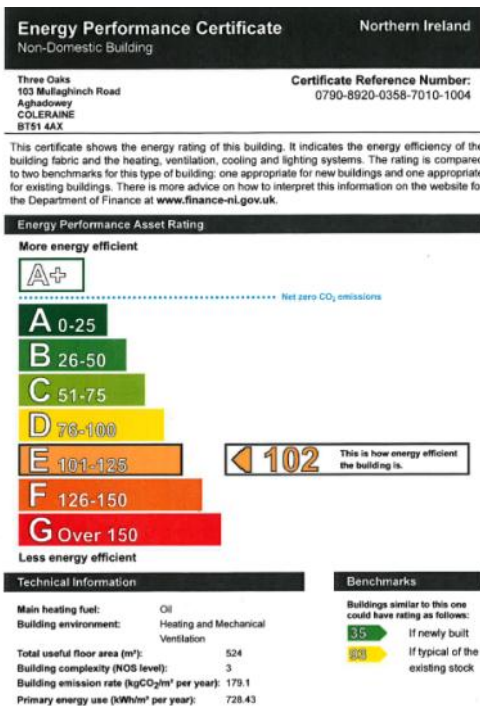 Energy Performance Certificate
Northern Ireland
Non-Domestic Building
Three Oaks
103 Mullaghinch Road
Aghadowey
COLERAINE
BT51 4AX
Certificate Reference Number:
0790-8920-0358-7010-1004
This certificate shows the energy rating of this building. It indicates the energy efficiency of the
building fabric and the heating, ventilation, cooling and lighting systems. The rating is compared
to two benchmarks for this type of building: one appropriate for new buildings and one appropriate
for existing buildings. There is more advice on how to interpret this information on the website fo
the Department of Finance at www.finance-ni.gov.uk.
Energy Performance Asset Rating
More energy efficient
A+
Net zero CO₂ emissions
A 0-25
B 26-50
C 51-75
D 76-100
E 101-125
102 This is how energy efficient
the building is.
F 126-150
G Over 150
Less energy efficient
Technical Information
Main heating fuel: Oil
Building environment: Heating and Mechanical
Ventilation
Total useful floor area (m²): 524
Building complexity (NOS level): 3
Building emission rate (kgCO₂/m² per year): 179.1
Primary energy use (kWh/m² per year): 728.43
Benchmarks
Buildings similar to this one
could have rating as follows:
35 If newly built
93 If typical of the
existing stock